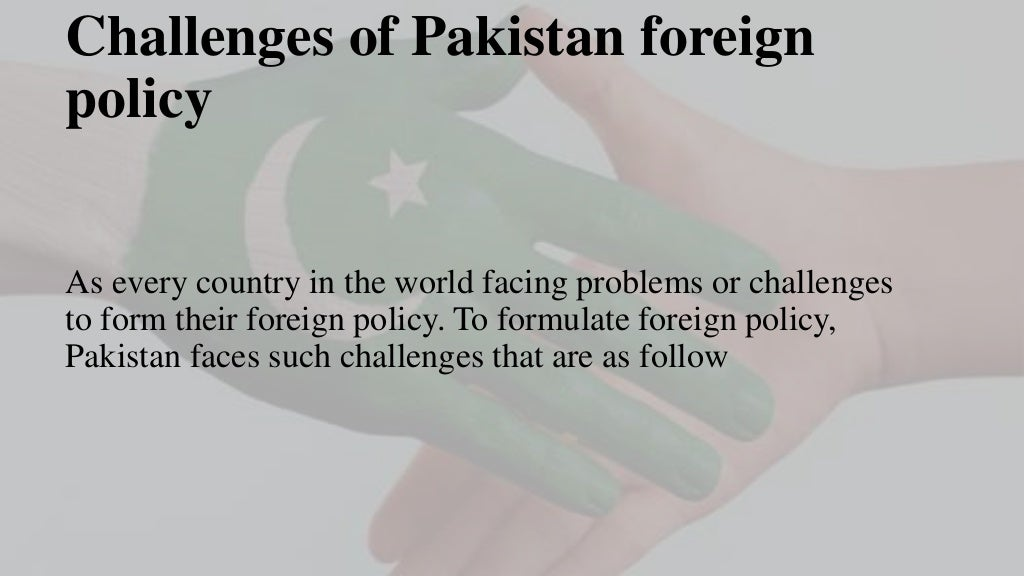 Challenges of Pakistan foreign
policy
As every country in the world facing problems or challenges
to form their foreign policy. To formulate foreign policy,
Pakistan faces such challenges that are as follow